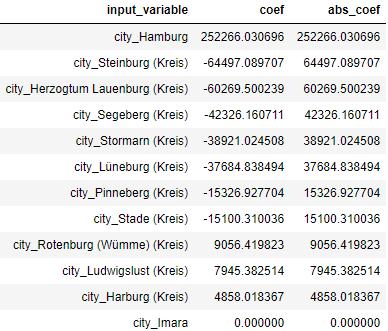 input_variable coef abs_coef
city_Hamburg 252266.030696 252266.030696
city_Steinburg (Kreis) -64497.089707 64497.089707
city_Herzogtum Lauenburg (Kreis) -60269.500239 60269.500239
city_Segeberg (Kreis) -42326.160711 42326.160711
city_Stormarn (Kreis) -38921.024508 38921.024508
city_Lüneburg (Kreis) -37684.838494 37684.838494
city_Pinneberg (Kreis) -15326.927704 15326.927704
city_Stade (Kreis) -15100.310036 15100.310036
city_Rotenburg (Wümme) (Kreis) 9056.419823 9056.419823
city_Ludwigslust (Kreis) 7945.382514 7945.382514
city_Harburg (Kreis) 4858.018367 4858.018367
city_Imara 0.000000 0.000000